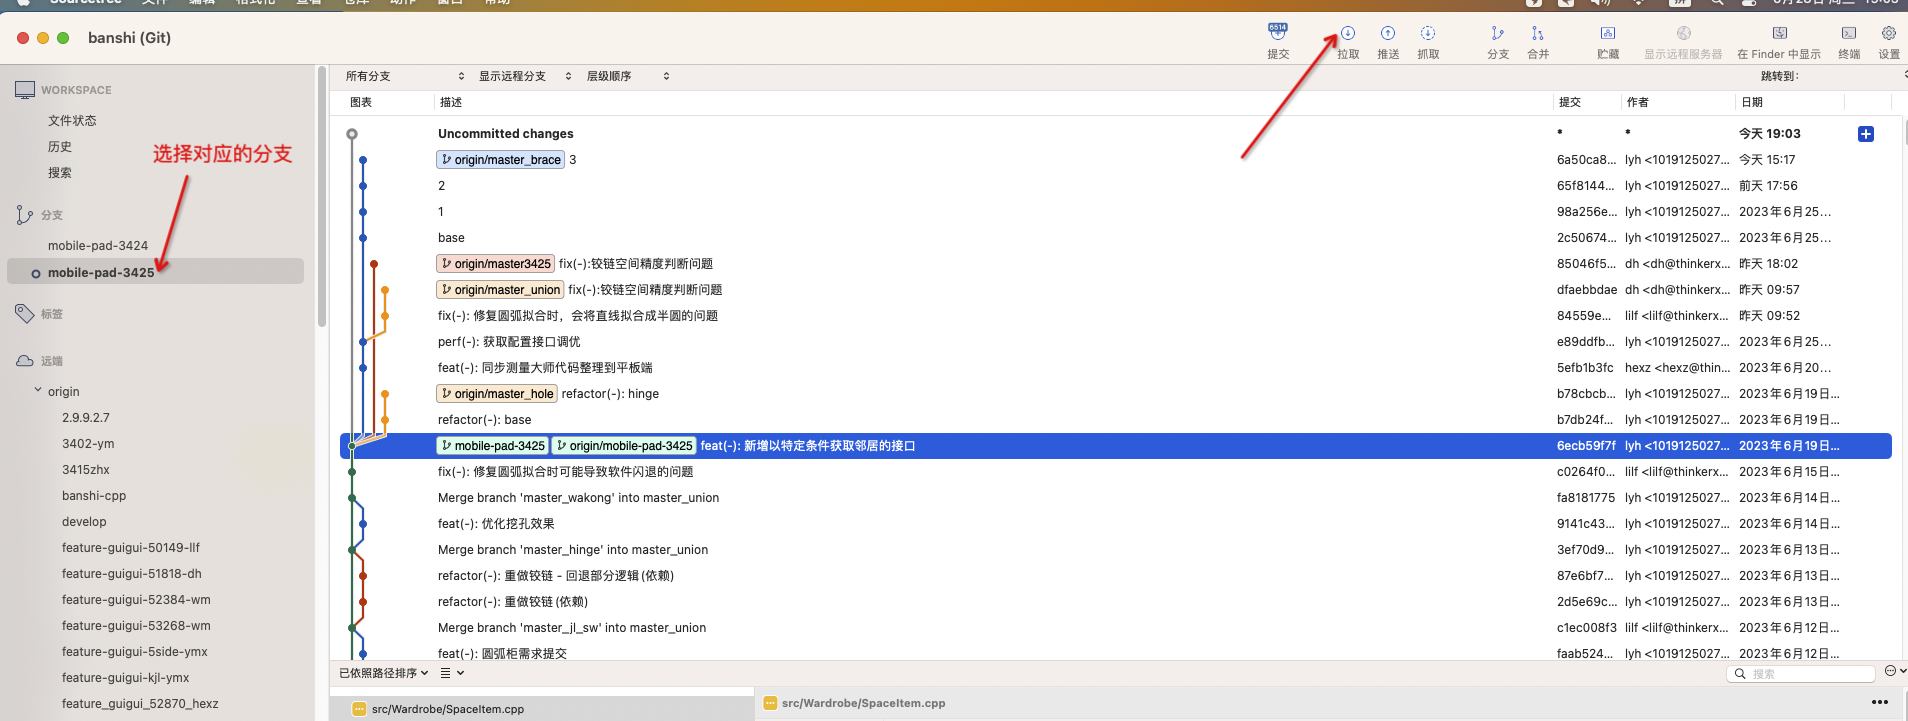 Sourcetree 文件 编辑 格式化 查看 仓库 动作 窗口 帮助
banshi (Git)
6514
提交 拉取 推送 抓取 分支 合并 贮藏 显示远程服务器 在 Finder 中显示 终端 设置
WORKSPACE
文件状态
历史
搜索
选择对应的分支
分支
mobile-pad-3424
mobile-pad-3425
标签
远端
origin
2.9.9.2.7
3402-ym
3415zhx
banshi-cpp
develop
feature-guigui-50149-llf
feature-guigui-51818-dh
feature-guigui-52384-wm
feature-guigui-53268-wm
feature-guigui-5side-ymx
feature-guigui-kjl-ymx
feature_guigui_52870_hexz
所有分支 显示远程分支 层级顺序 跳转到:
图表 描述 提交 作者 日期
Uncommitted changes * * 今天 19:03
origin/master_brace 3 6a50ca8... lyh <1019125027... 今天 15:17
2 65f8144... lyh <1019125027... 前天 17:56
1 98a256e... lyh <1019125027... 2023年6月25...
base 2c50674... lyh <1019125027... 2023年6月25...
origin/master3425 fix(-):铰链空间精度判断问题 85046f5... dh <dh@thinkerx... 昨天 18:02
origin/master_union fix(-):铰链空间精度判断问题 dfaebbdae dh <dh@thinkerx... 昨天 09:57
fix(-): 修复圆弧拟合时，会将直线拟合成半圆的问题 84559e... lilf <lilf@thinkerx... 昨天 09:52
perf(-): 获取配置接口调优 e89ddfb... lyh <1019125027... 2023年6月25...
feat(-): 同步测量大师代码整理到平板端 5efb1b3fc hexz <hexz@thin... 2023年6月20...
origin/master_hole refactor(-): hinge b78cbcb... lyh <1019125027... 2023年6月19日...
refactor(-): base b7db24f... lyh <1019125027... 2023年6月19日...
mobile-pad-3425 origin/mobile-pad-3425 feat(-): 新增以特定条件获取邻居的接口 6ecb59f7f lyh <1019125027... 2023年6月19日...
fix(-): 修复圆弧拟合时可能导致软件闪退的问题 c0264f0... lilf <lilf@thinkerx... 2023年6月15日...
Merge branch 'master_wakong' into master_union fa8181775 lyh <1019125027... 2023年6月14日...
feat(-): 优化挖孔效果 9141c43... lyh <1019125027... 2023年6月14日...
Merge branch 'master_hinge' into master_union 3ef70d9... lyh <1019125027... 2023年6月13日...
refactor(-): 重做铰链 - 回退部分逻辑(依赖) 87e6bf7... lyh <1019125027... 2023年6月13日...
refactor(-): 重做铰链(依赖) 2d5e69c... lyh <1019125027... 2023年6月13日...
Merge branch 'master_jl_sw' into master_union c1ec008f3 lilf <lilf@thinkerx... 2023年6月12日...
feat(-): 圆弧柜需求提交 faab524... lyh <1019125027... 2023年6月12日...
已依照路径排序 搜索
src/Wardrobe/SpaceItem.cpp
src/Wardrobe/SpaceItem.cpp